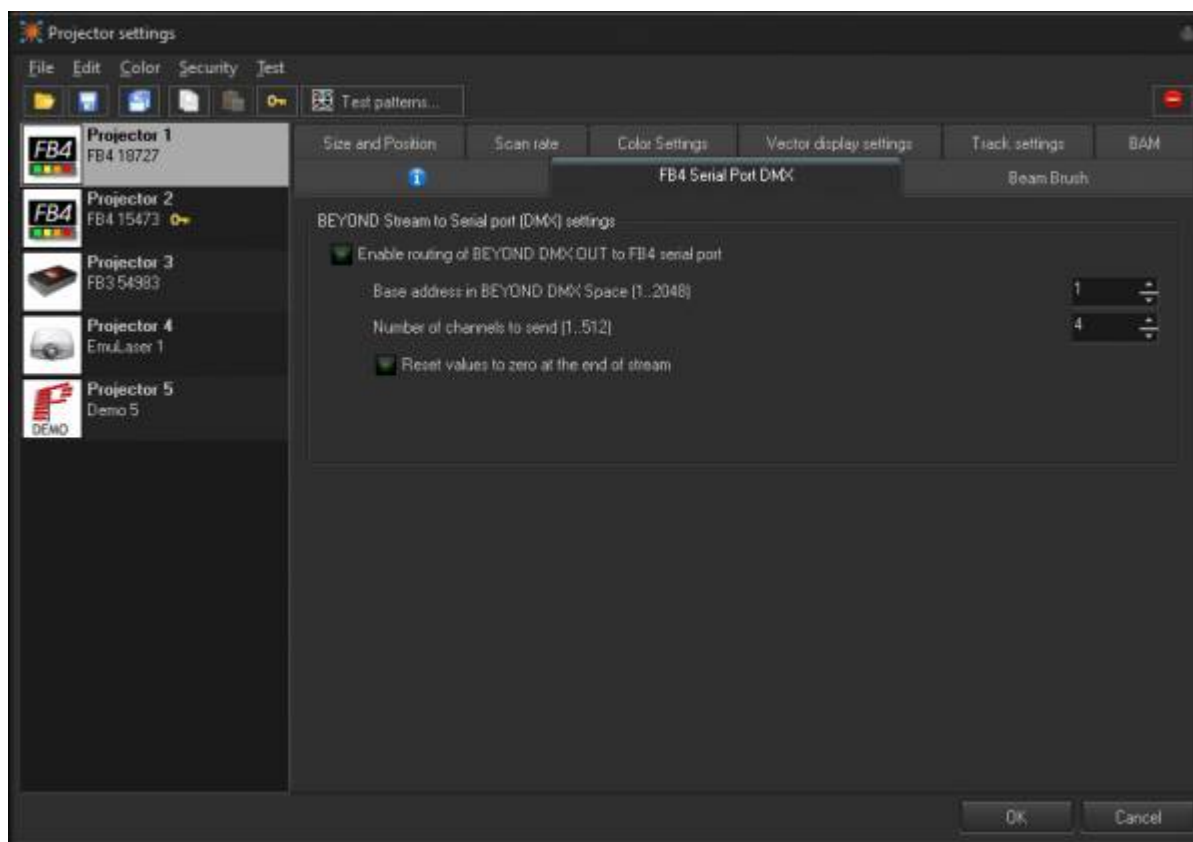 Projector settings
File Edit Color Security Test
Test patterns...
FB4 Projector 1
FB4 18727
FB4 Projector 2
FB4 15473
Projector 3
FB3 54983
Projector 4
EmuLaser 1
Projector 5
Demo 5
DEMO
Size and Position Scan rate Color Settings Vector display settings Track settings BAM
FB4 Serial Port DMX Beam Brush
BEYOND Stream to Serial port (DMX) settings
Enable routing of BEYOND DMX OUT to FB4 serial port
Base address in BEYOND DMX Space (1..2048) 1
Number of channels to send (1..512) 4
Reset values to zero at the end of stream
OK Cancel